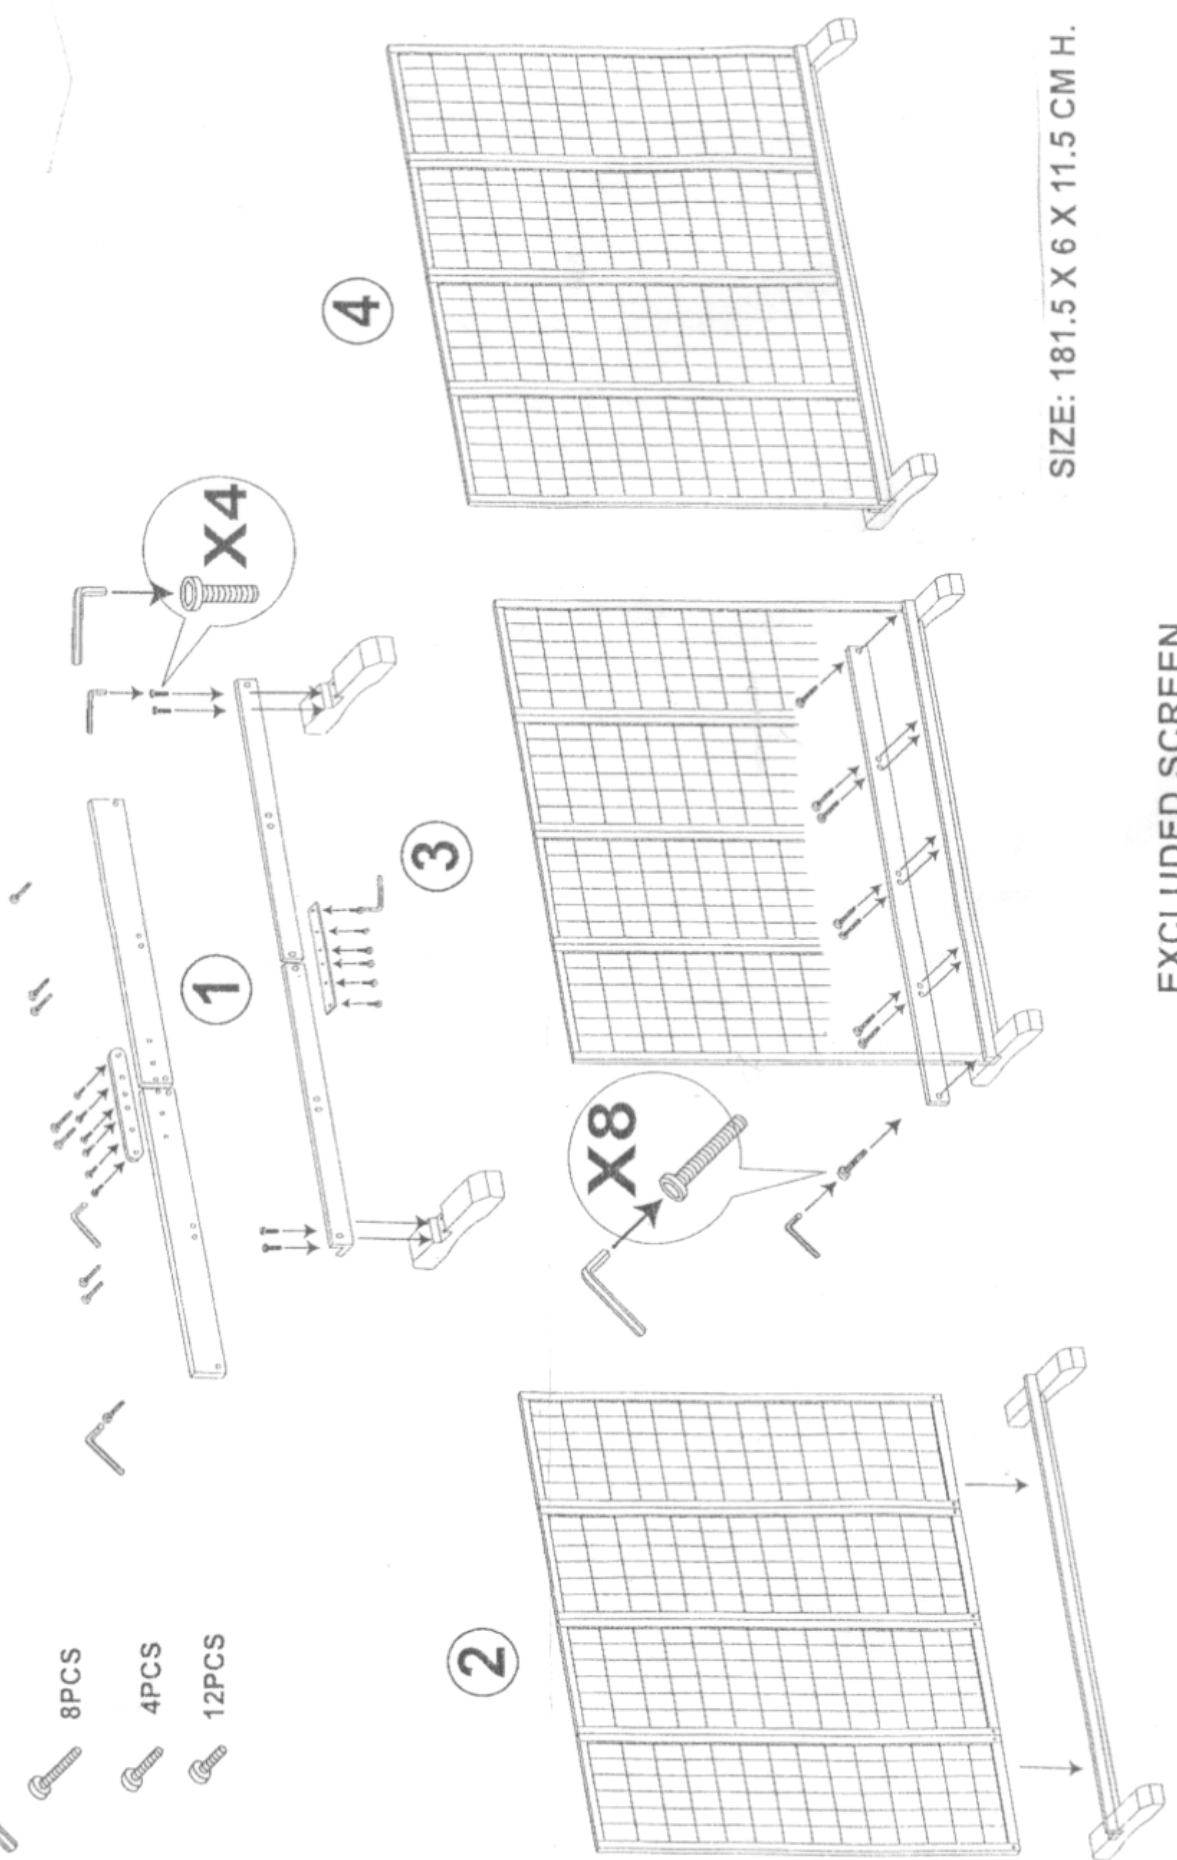 8PCS
4PCS
12PCS
1
X4
2
3
X8
4
EXCLUDED SCREEN
SIZE: 181.5 X 6 X 11.5 CM H.